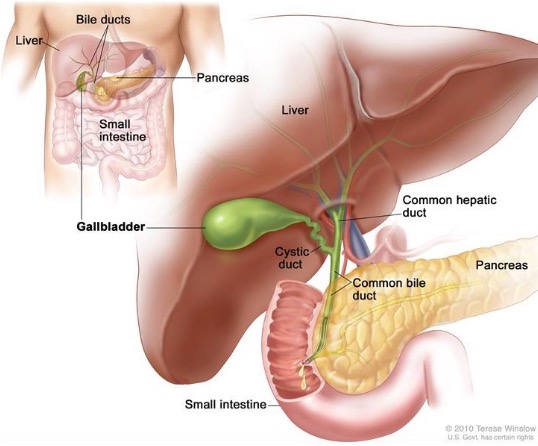 Bile ducts
Liver
Pancreas
Small
intestine
Gallbladder
Liver
Common hepatic
duct
Cystic
duct
Pancreas
Common bile
duct
Small intestine
© 2010 Terese Winslow
U.S. Govt. has certain rights